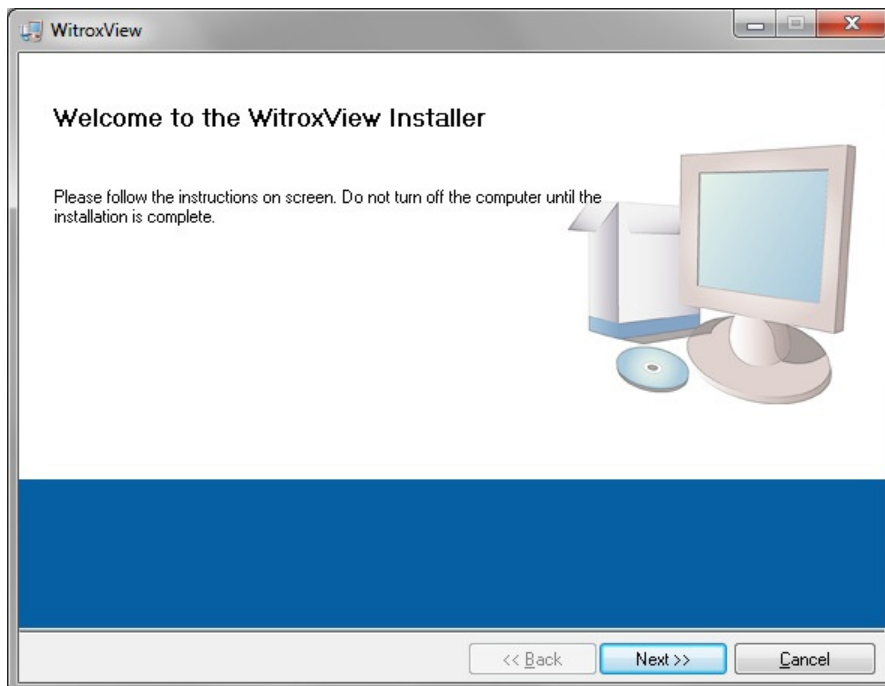 WitroxView
Welcome to the WitroxView Installer
Please follow the instructions on screen. Do not turn off the computer until the
installation is complete.
<< Back
Next >>
Cancel